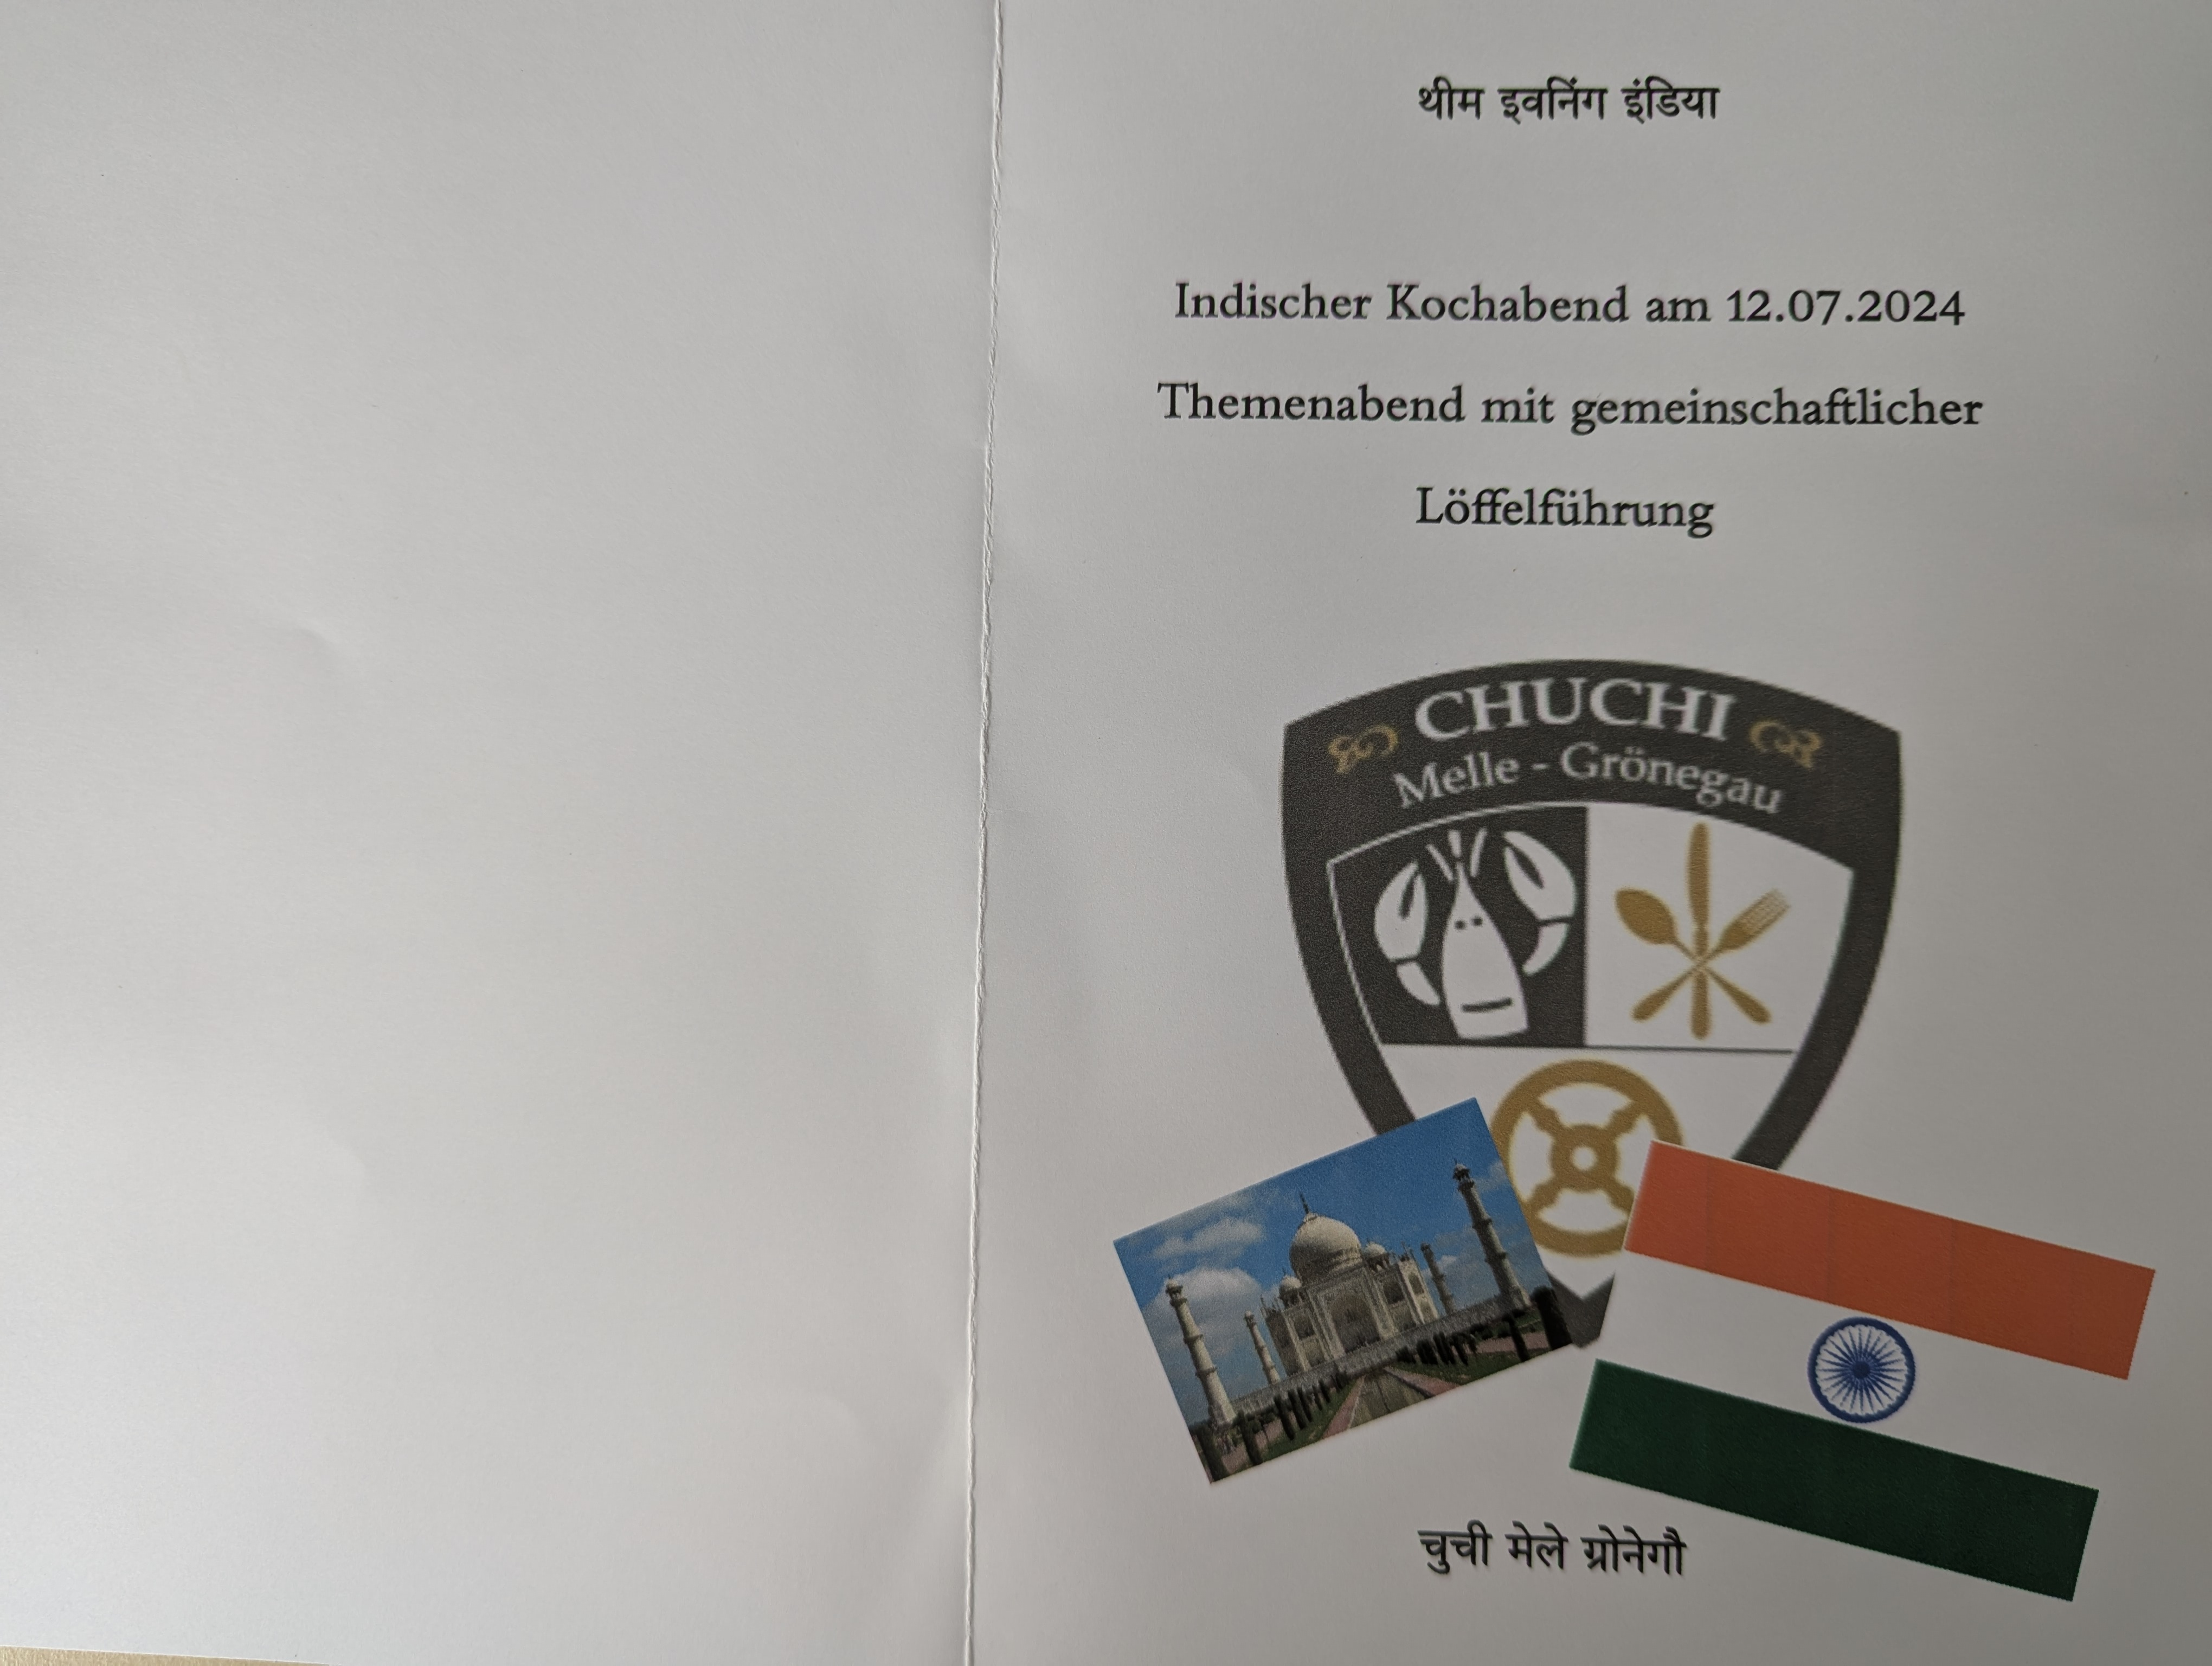 थीम इवनिंग इंडिया
Indischer Kochabend am 12.07.2024
Themenabend mit gemeinschaftlicher
Löffelführung
CHUCHI
Melle - Grönegau
चुची मेले ग्रोनेगौ